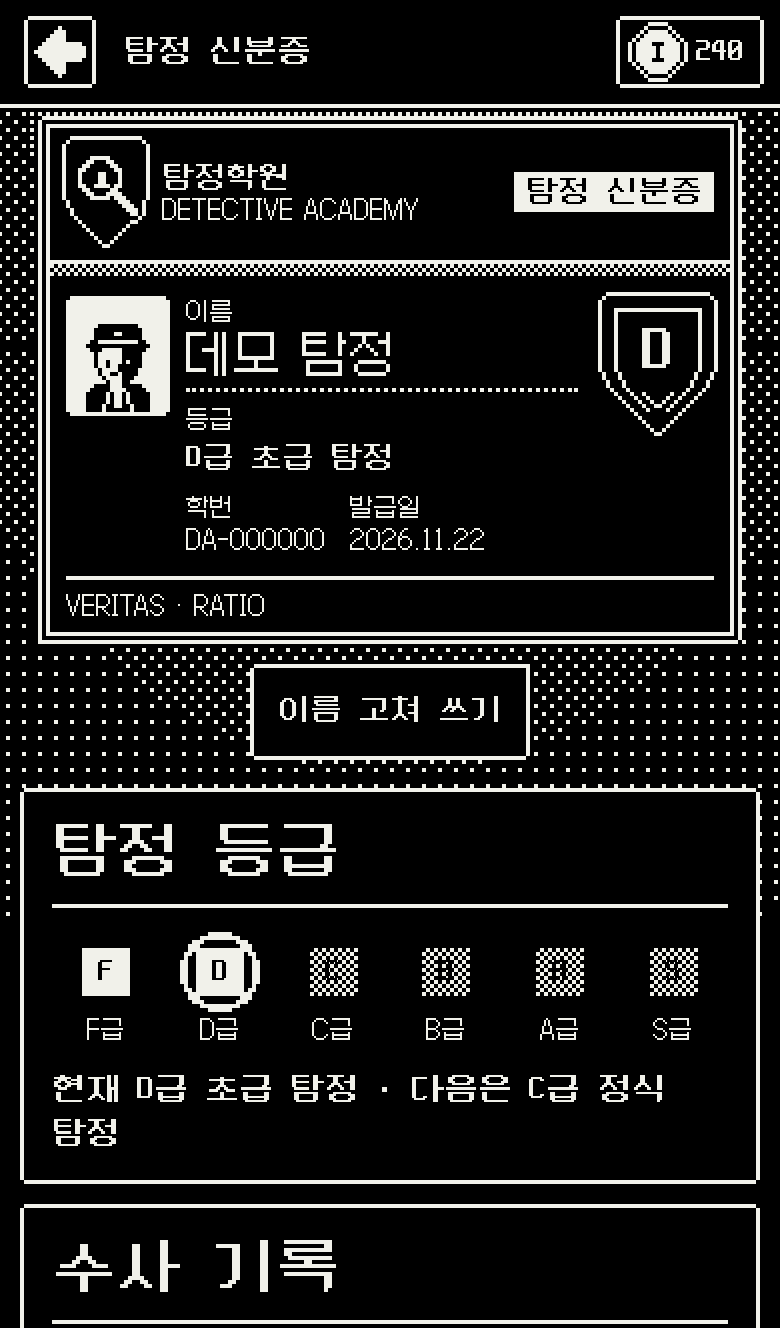 탐정 신분증
I 240
탐정학원
DETECTIVE ACADEMY
탐정 신분증
이름
데모 탐정
D
등급
D급 초급 탐정
학번 발급일
DA-000000 2026.11.22
VERITAS · RATIO
이름 고쳐 쓰기
탐정 등급
F D
F급 D급 C급 B급 A급 S급
현재 D급 초급 탐정 · 다음은 C급 정식
탐정
수사 기록